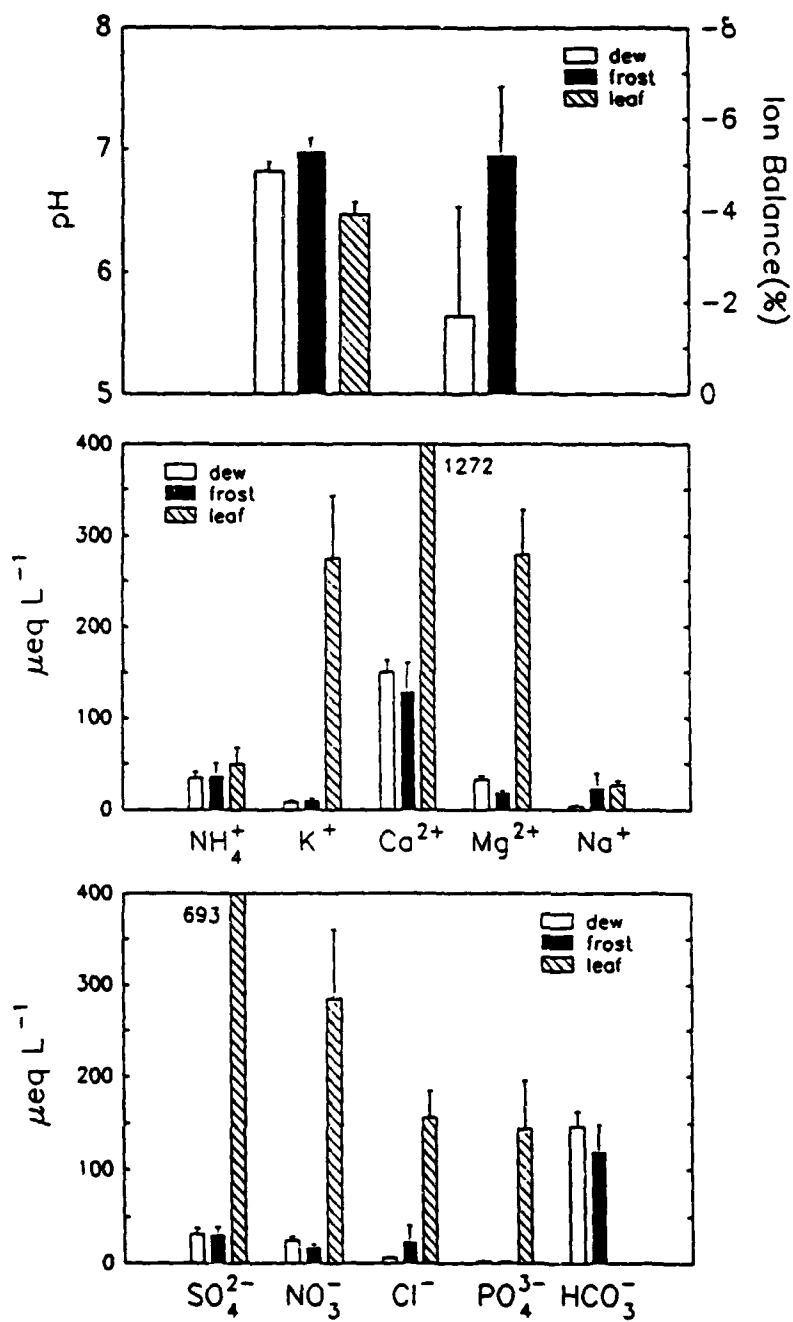 8
7
6
5
pH
dew
frost
leaf
-8
-6
-4
-2
0
Ion Balance(%)
400
300
200
100
0
μeq L⁻¹
dew
frost
leaf
1272
NH₄⁺ K⁺ Ca²⁺ Mg²⁺ Na⁺
400
300
200
100
0
μeq L⁻¹
693
dew
frost
leaf
SO₄²⁻ NO₃⁻ Cl⁻ PO₄³⁻ HCO₃⁻